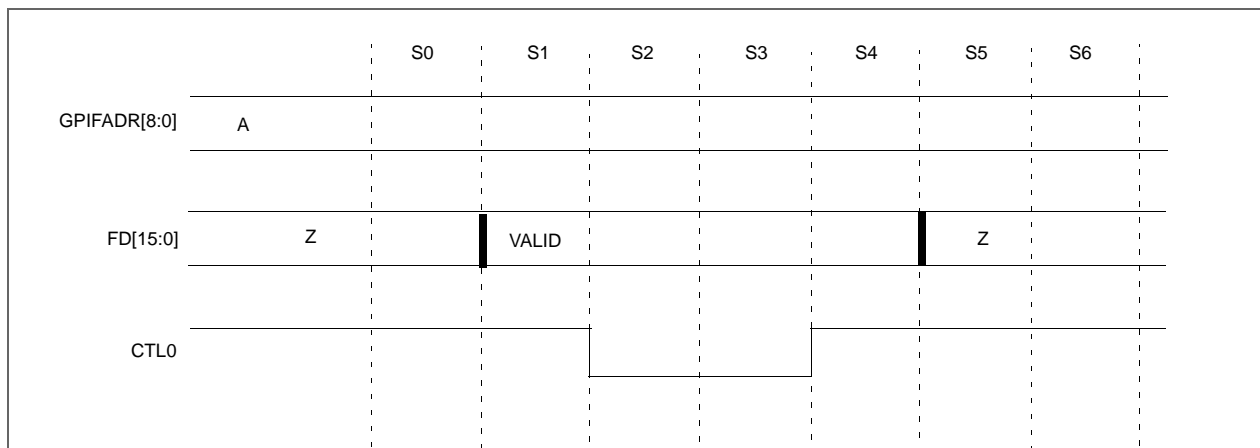 S0 S1 S2 S3 S4 S5 S6
GPIFADR[8:0] A
FD[15:0] Z VALID Z
CTL0